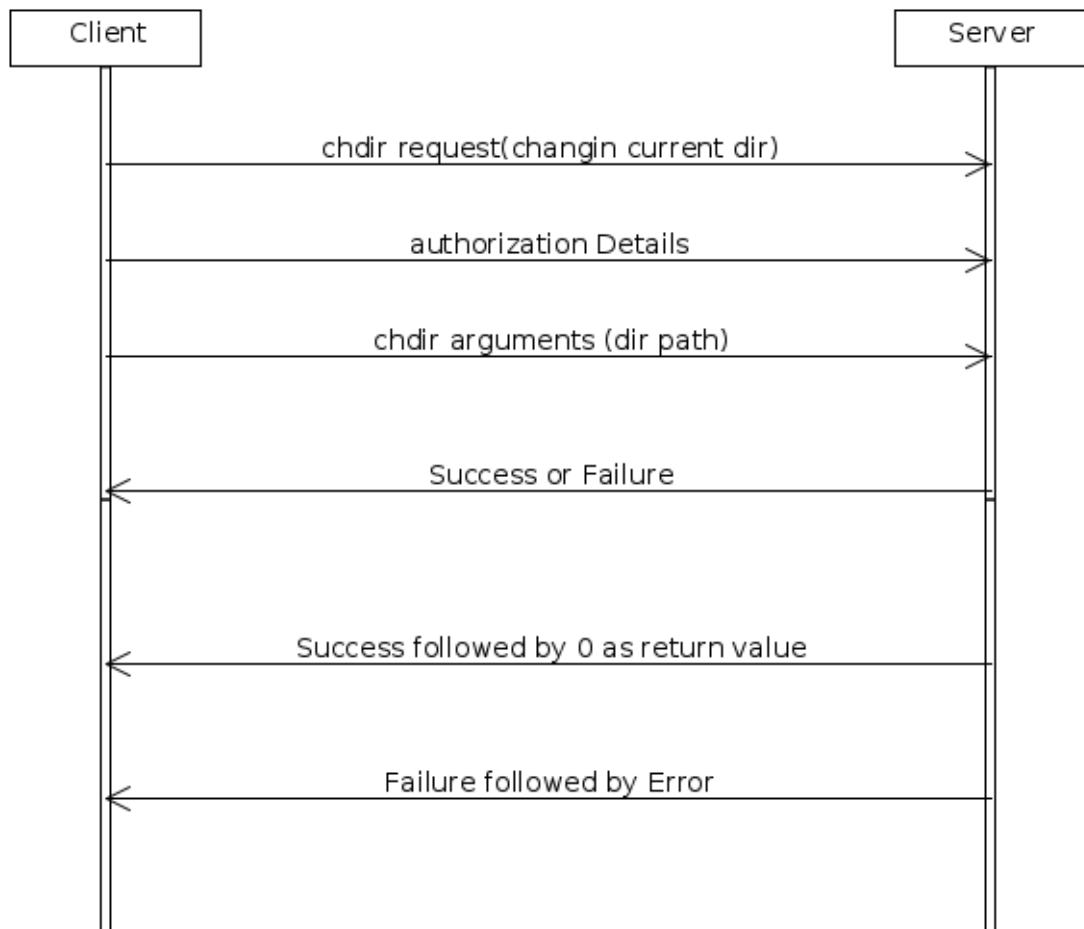 Client
Server
chdir request(changin current dir)
authorization Details
chdir arguments (dir path)
Success or Failure
Success followed by 0 as return value
Failure followed by Error